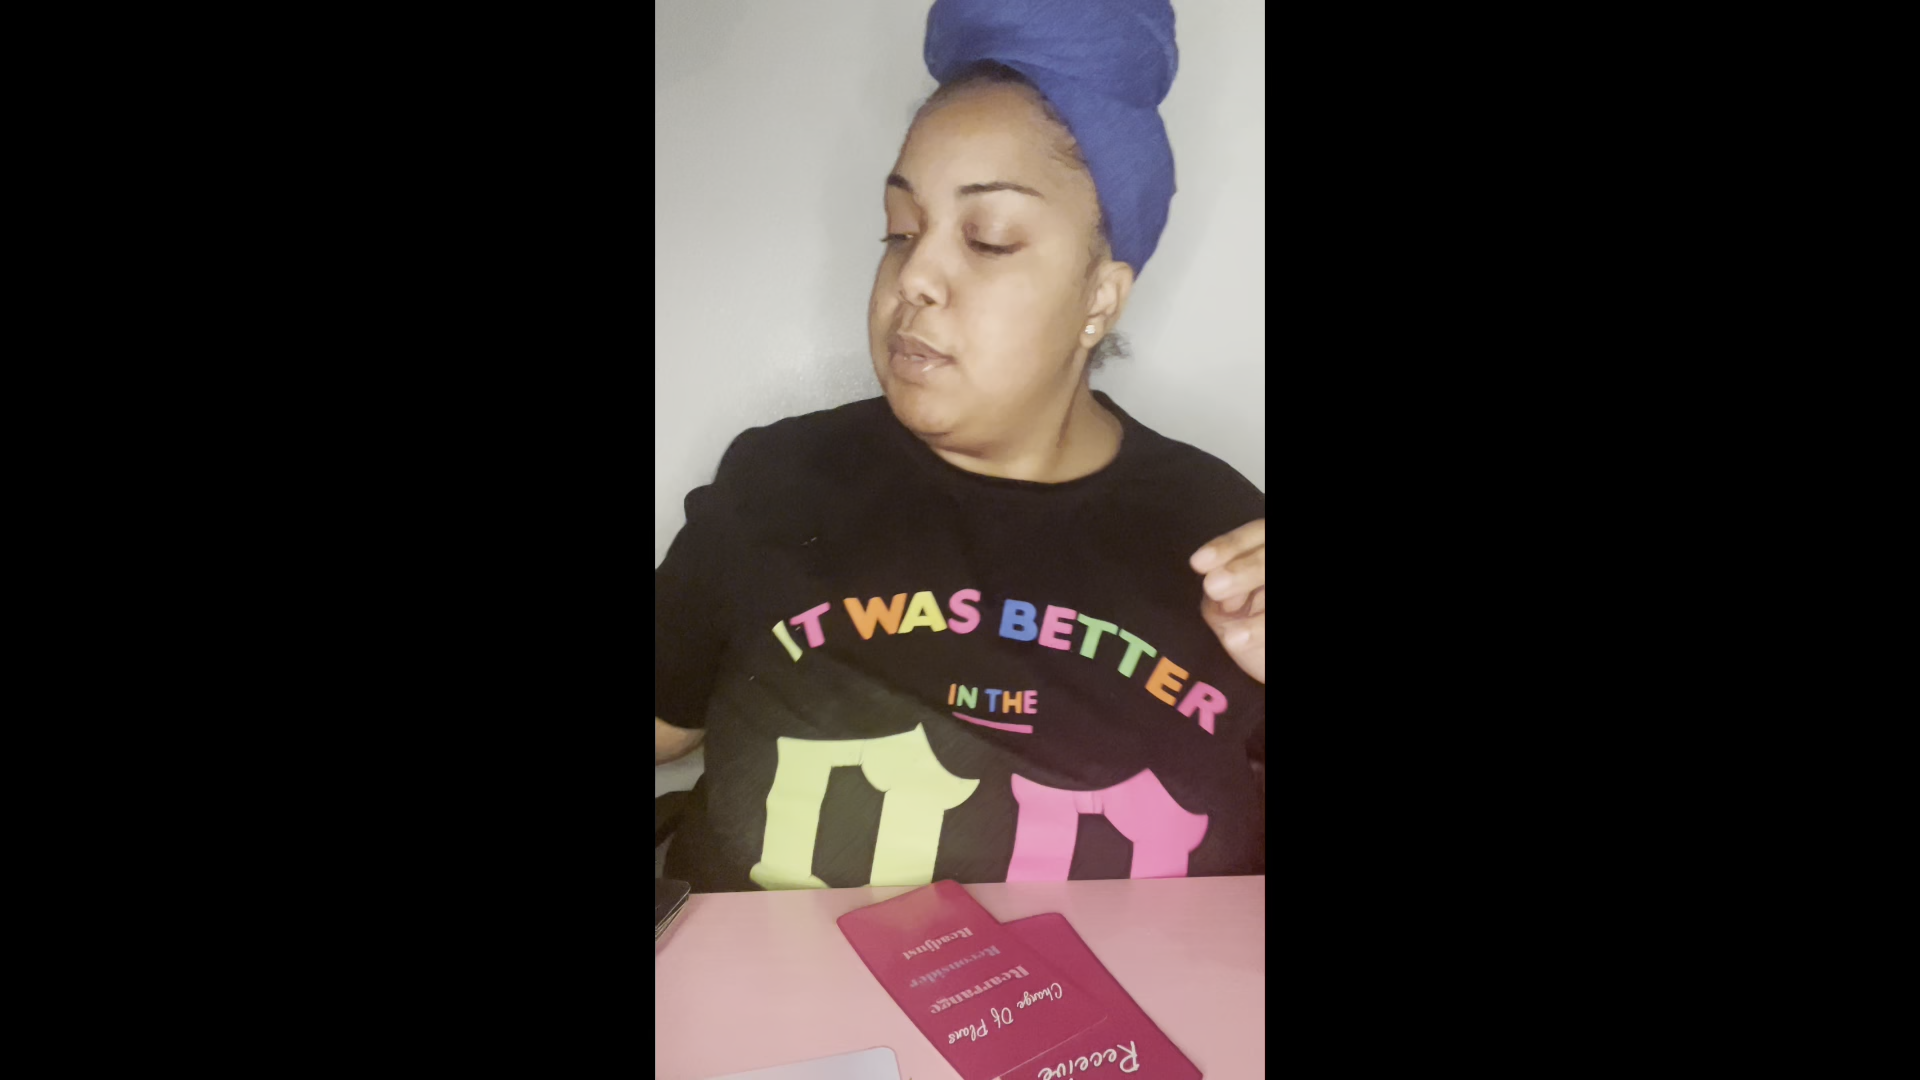 IT WAS BETTER
IN THE
Receive
Change Of Plans
Rearrange
Reconsider
Readjust